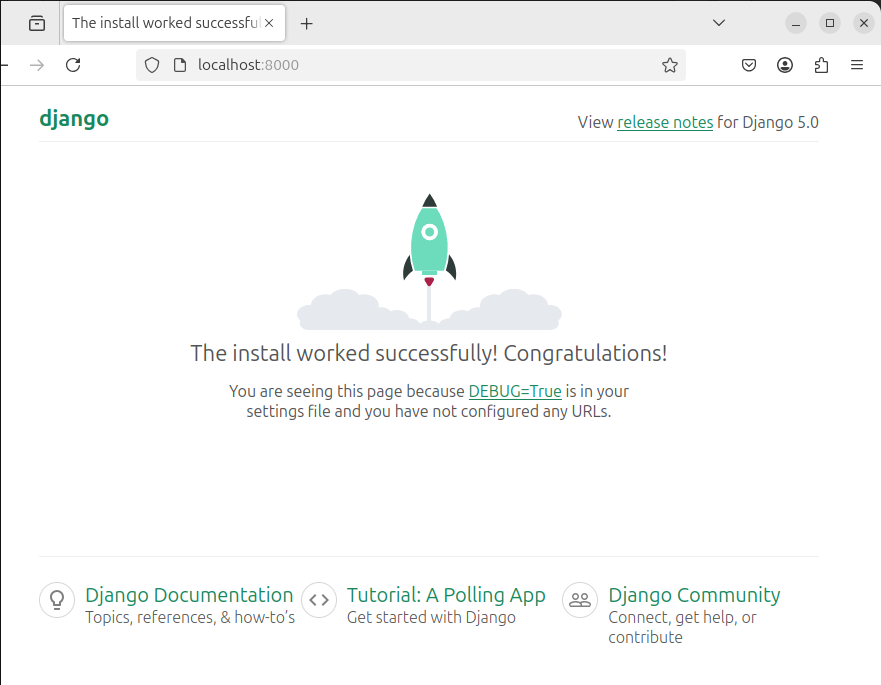 The install worked successfu
localhost:8000
django
View release notes for Django 5.0
The install worked successfully! Congratulations!
You are seeing this page because DEBUG=True is in your
settings file and you have not configured any URLs.
Django Documentation
Topics, references, & how-to’s
Tutorial: A Polling App
Get started with Django
Django Community
Connect, get help, or
contribute